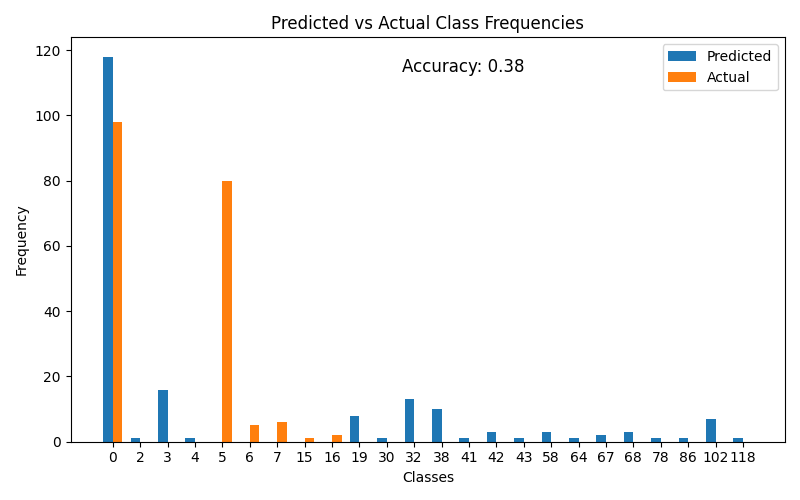 Predicted vs Actual Class Frequencies
Accuracy: 0.38
Predicted
Actual
120
100
80
60
40
20
0
Frequency
0 2 3 4 5 6 7 15 16 19 30 32 38 41 42 43 58 64 67 68 78 86 102 118
Classes